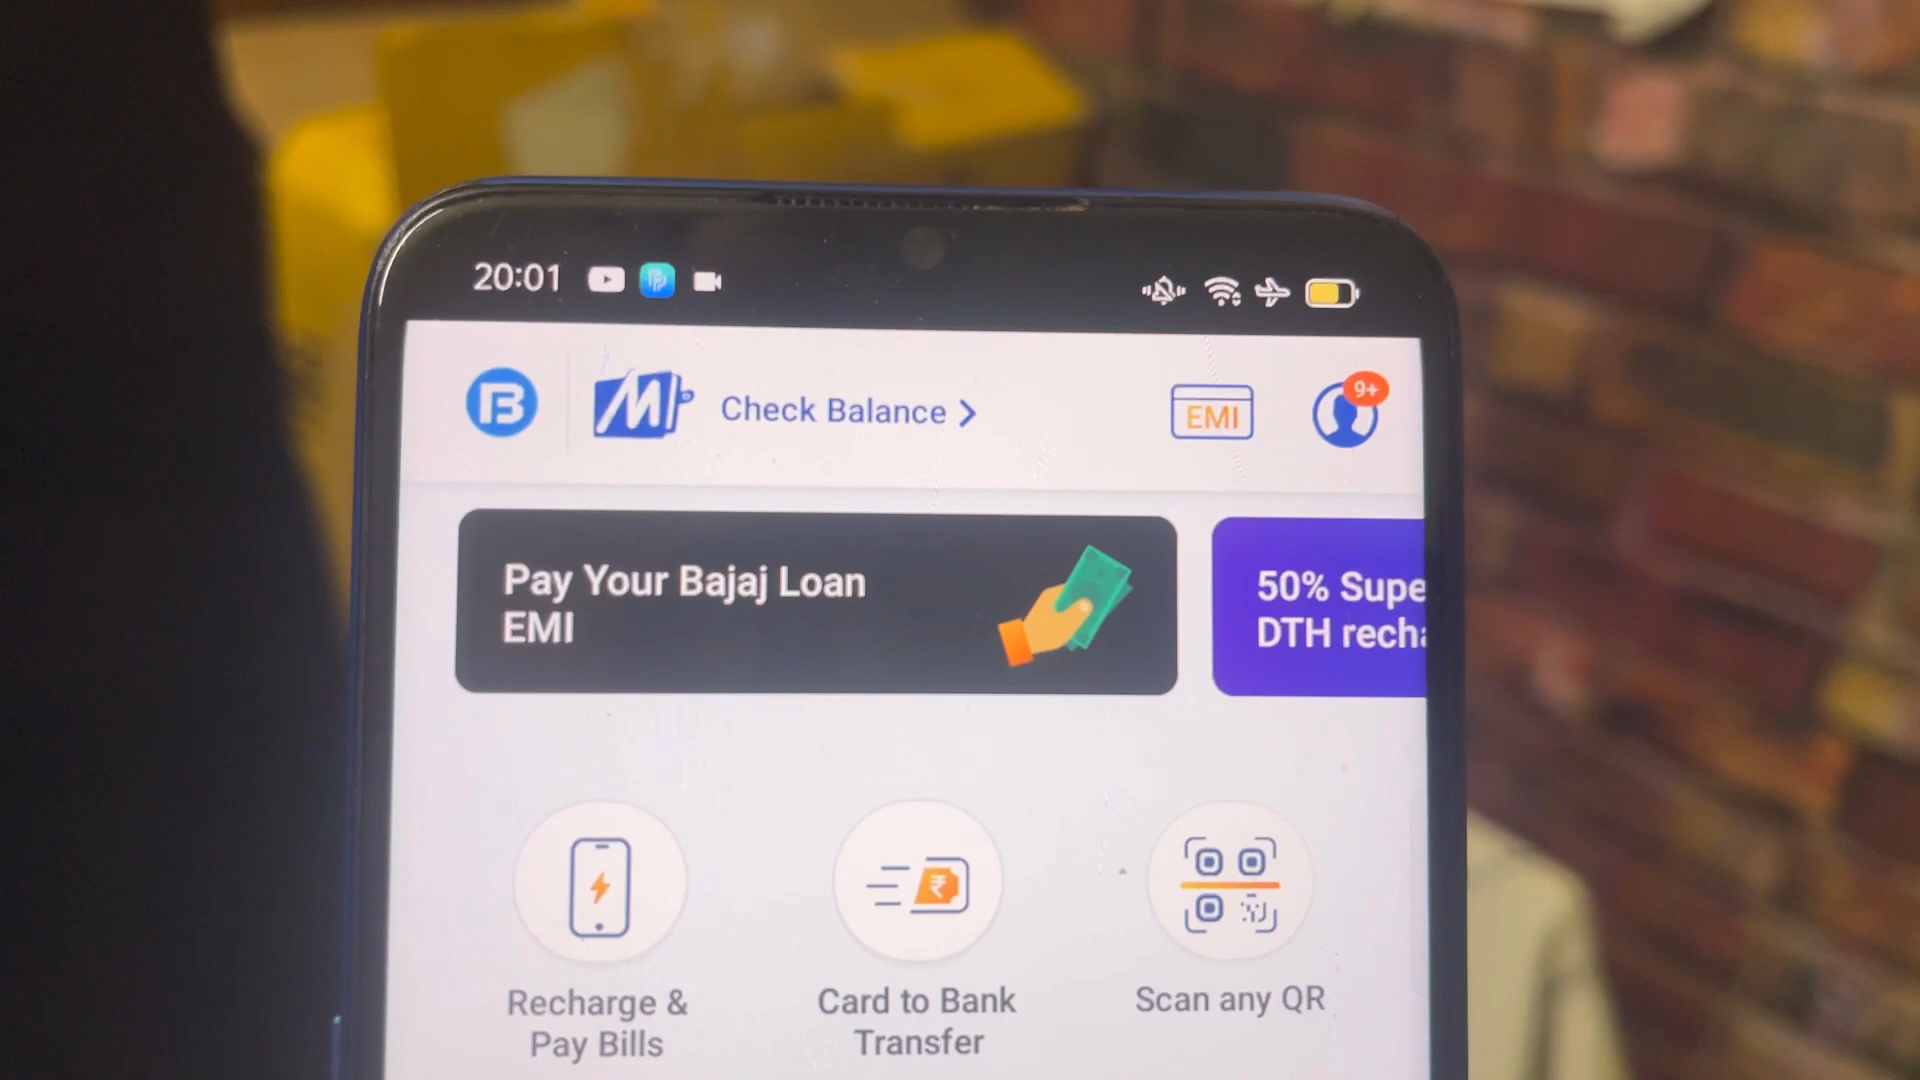 20:01
Check Balance
EMI
9+
Pay Your Bajaj Loan
EMI
50% Supe
DTH recha
Recharge &
Pay Bills
Card to Bank
Transfer
Scan any QR